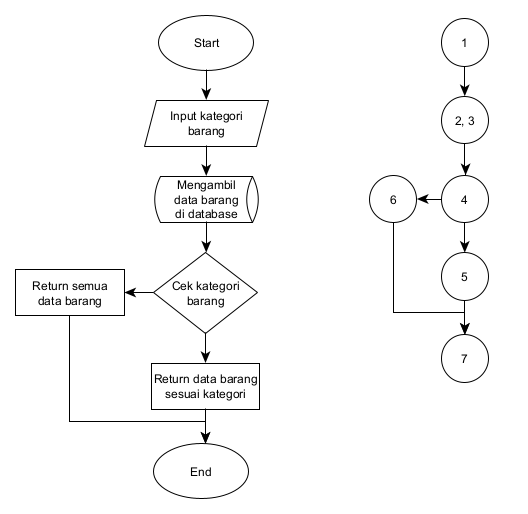 Start
Input kategori
barang
Mengambil
data barang
di database
Cek kategori
barang
Return semua
data barang
Return data barang
sesuai kategori
End
1
2, 3
4
6
5
7